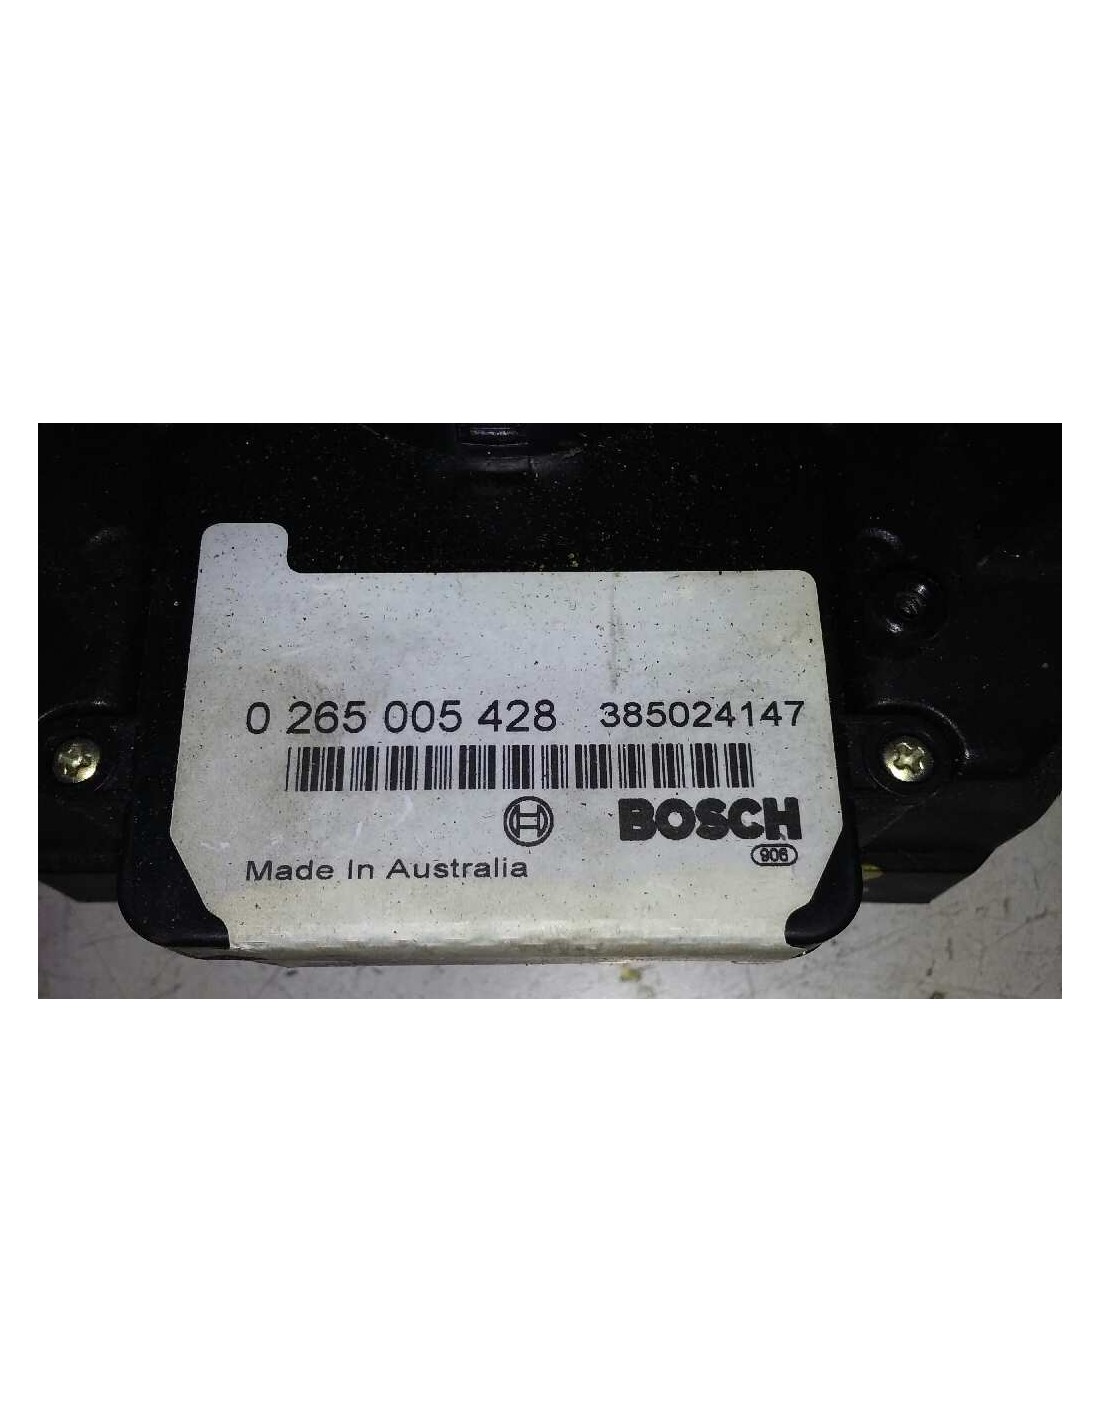 0 265 005 428 385024147
BOSCH
906
Made In Australia